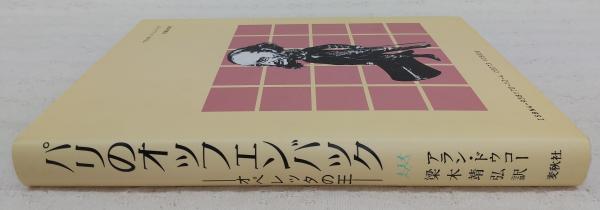 パリのオッフェンバック
―オペレッタの王―
アラン・ドゥコー
梁木靖弘訳
麦秋社